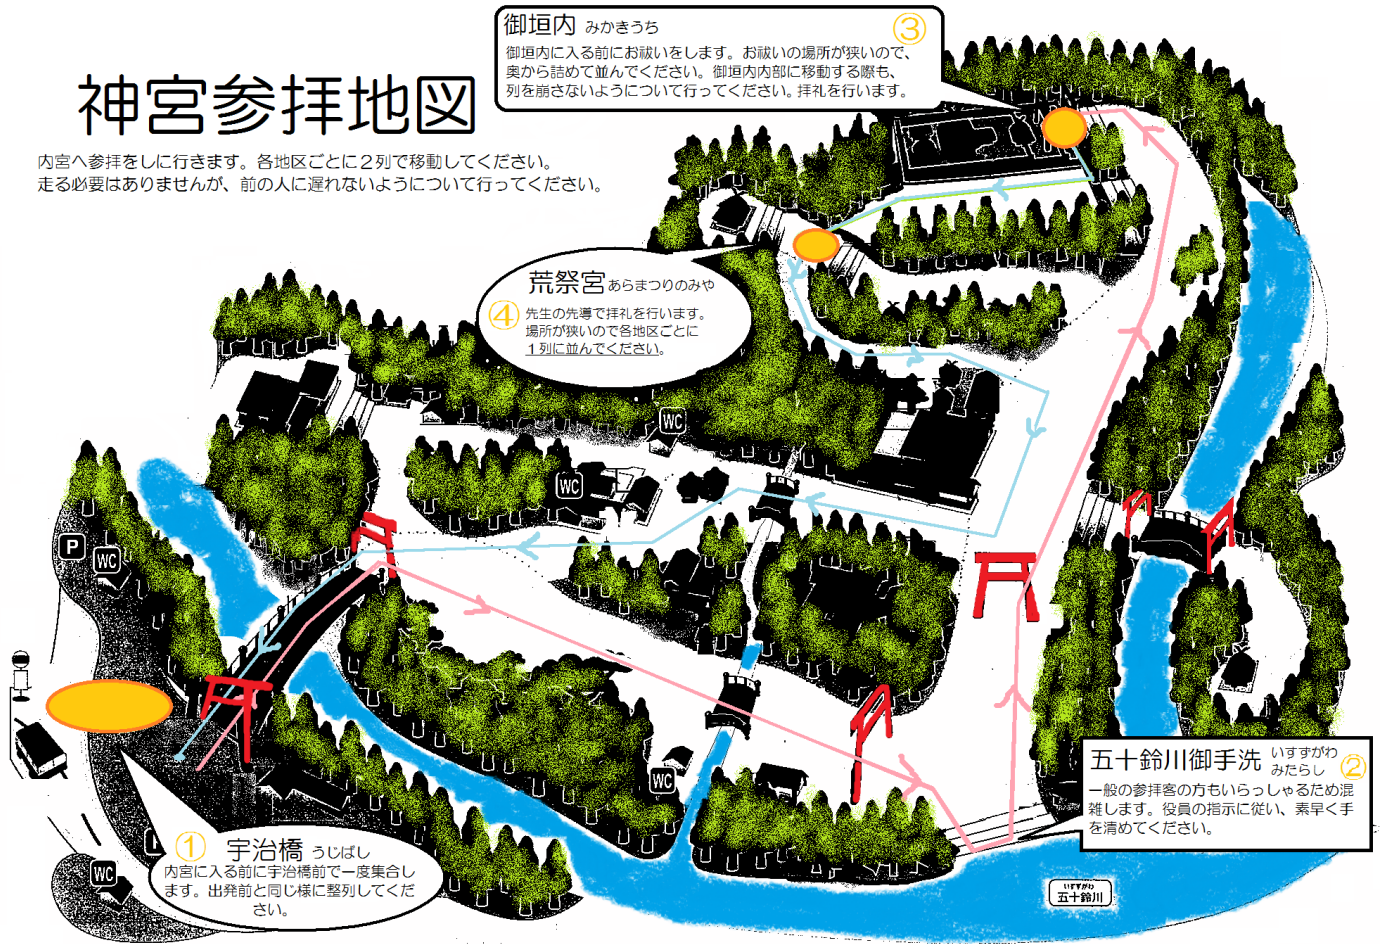 神宮参拝地図
内宮へ参拝をしに行きます。各地区ごとに２列で移動してください。
走る必要はありませんが、前の人に遅れないようについて行ってください。
御垣内 みかきうち ③
御垣内に入る前にお祓いをします。お祓いの場所が狭いので、
奥から詰めて並んでください。御垣内内部に移動する際も、
列を崩さないようについて行ってください。拝礼を行います。
荒祭宮 あらまつりのみや
④ 先生の先導で拝礼を行います。
場所が狭いので各地区ごとに
１列に並んでください。
WC
WC
P
WC
WC
五十鈴川御手洗 いすずがわ
みたらし ②
一般の参拝客の方もいらっしゃるため混
雑します。役員の指示に従い、素早く手
を清めてください。
① 宇治橋 うじばし
内宮に入る前に宇治橋前で一度集合し
ます。出発前と同じ様に整列してくだ
さい。
WC
いすずがわ
五十鈴川